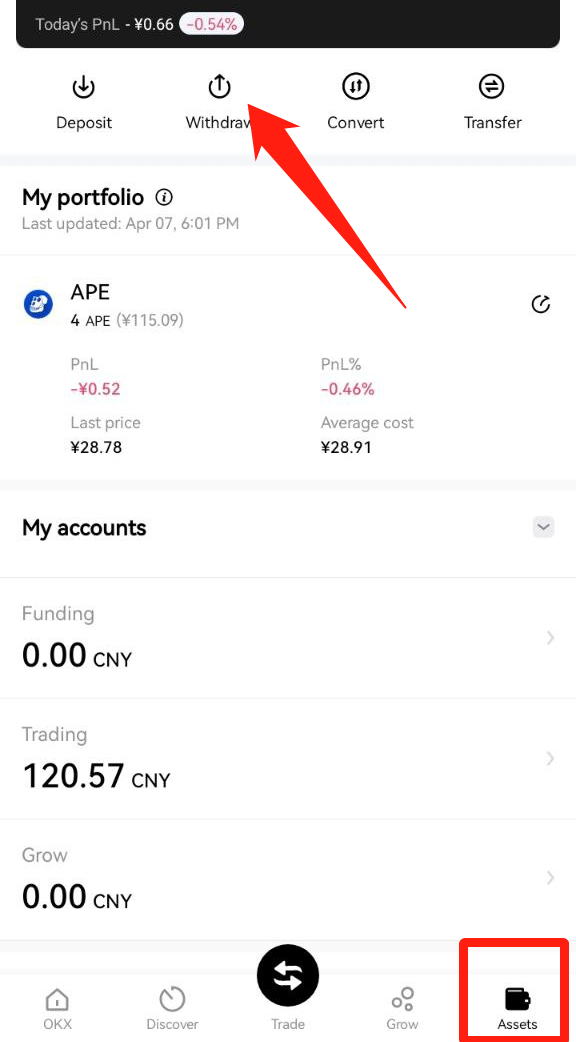 Today's PnL - ¥0.66 -0.54%
Deposit Withdraw Convert Transfer
My portfolio
Last updated: Apr 07, 6:01 PM
APE
4 APE (¥115.09)
PnL PnL%
-¥0.52 -0.46%
Last price Average cost
¥28.78 ¥28.91
My accounts
Funding
0.00 CNY
Trading
120.57 CNY
Grow
0.00 CNY
OKX Discover Trade Grow Assets